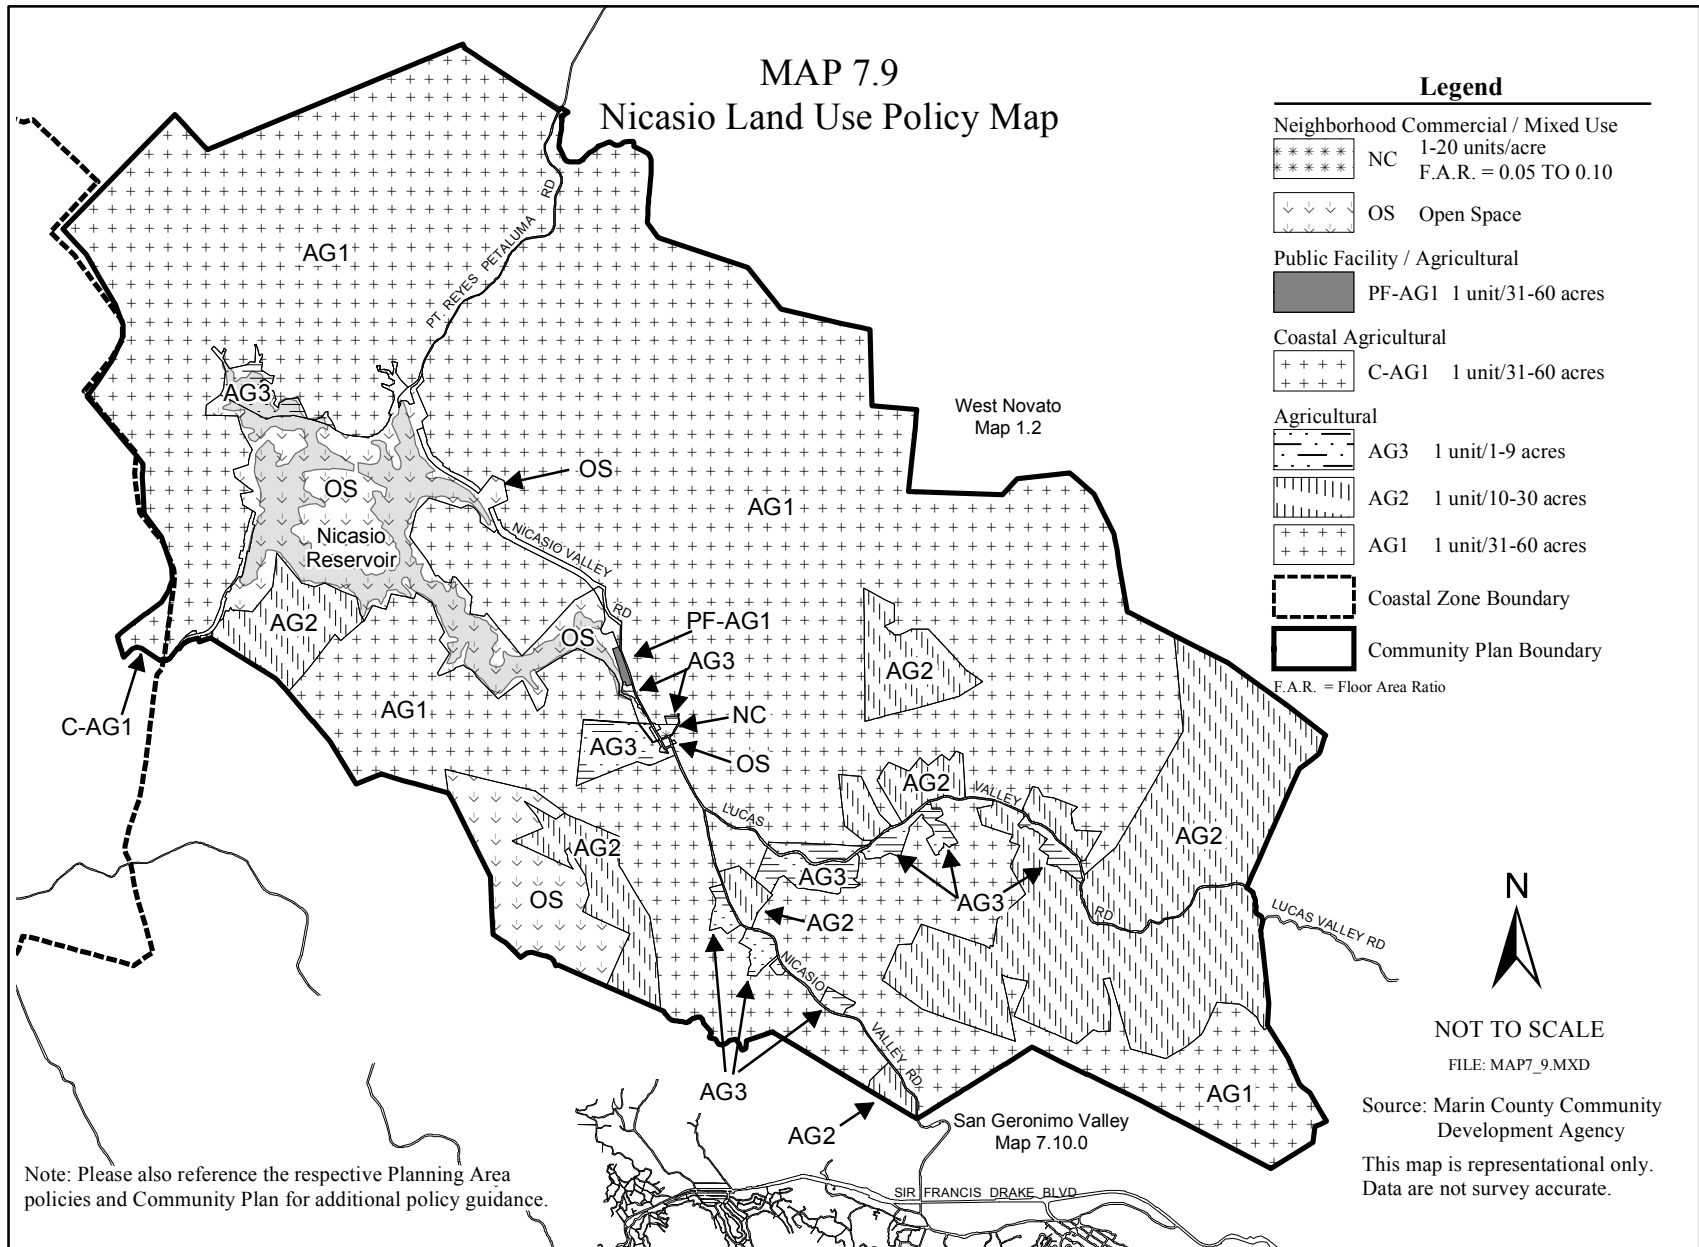 MAP 7.9
Nicasio Land Use Policy Map
Legend
Neighborhood Commercial / Mixed Use
NC 1-20 units/acre
F.A.R. = 0.05 TO 0.10
OS Open Space
Public Facility / Agricultural
PF-AG1 1 unit/31-60 acres
Coastal Agricultural
C-AG1 1 unit/31-60 acres
Agricultural
AG3 1 unit/1-9 acres
AG2 1 unit/10-30 acres
AG1 1 unit/31-60 acres
Coastal Zone Boundary
Community Plan Boundary
F.A.R. = Floor Area Ratio
AG1
PT. REYES PETALUMA RD
AG3
West Novato
Map 1.2
OS
OS
AG1
Nicasio
Reservoir
NICASIO VALLEY RD
AG2
OS
PF-AG1
AG3
AG2
C-AG1
AG1
NC
AG3
OS
AG2
LUCAS VALLEY RD
AG2
AG2
AG3
OS
AG3
AG2
LUCAS VALLEY RD
NICASIO VALLEY RD
AG3
AG1
AG2
San Geronimo Valley
Map 7.10.0
SIR FRANCIS DRAKE BLVD
N
NOT TO SCALE
FILE: MAP7_9.MXD
Source: Marin County Community
Development Agency
This map is representational only.
Data are not survey accurate.
Note: Please also reference the respective Planning Area
policies and Community Plan for additional policy guidance.